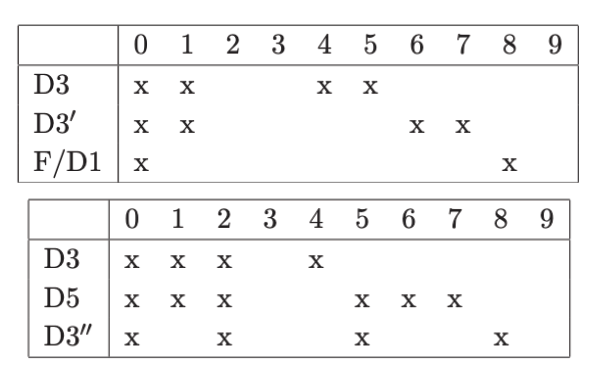 0 1 2 3 4 5 6 7 8 9
D3 x x x x
D3′ x x x x
F/D1 x x
0 1 2 3 4 5 6 7 8 9
D3 x x x x
D5 x x x x x x
D3″ x x x x